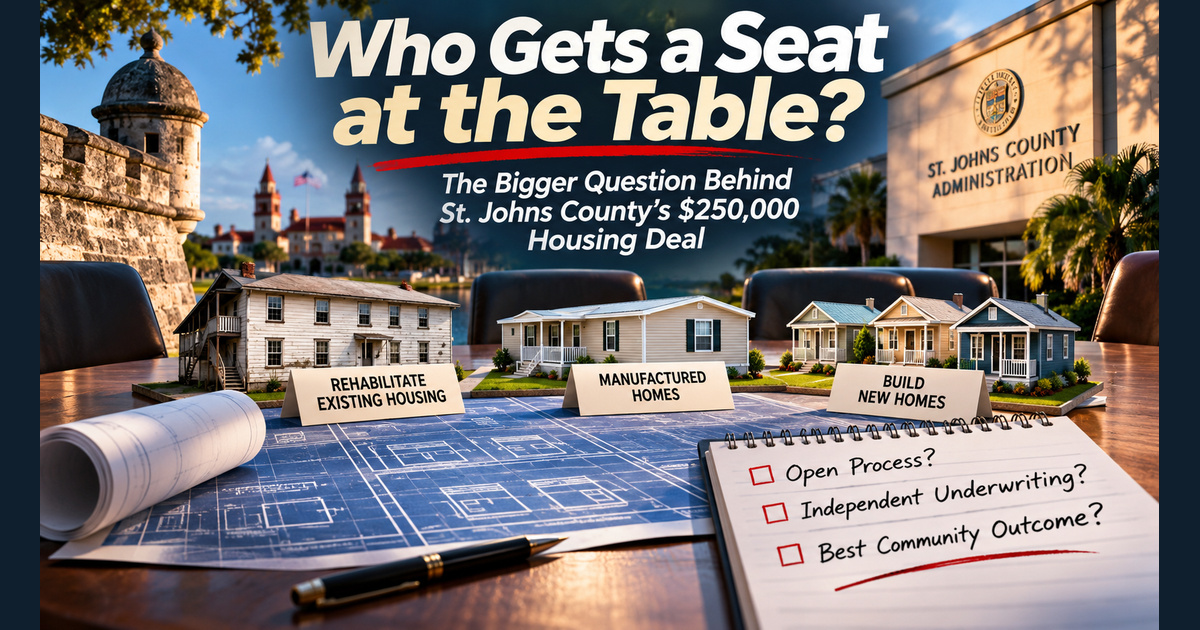 Who Gets a Seat
at the Table?
The Bigger Question Behind
St. Johns County's $250,000
Housing Deal
ST. JOHNS COUNTY
ADMINISTRATION
REHABILITATE
EXISTING HOUSING
MANUFACTURED
HOMES
BUILD
NEW HOMES
Open Process?
Independent Underwriting?
Best Community Outcome?